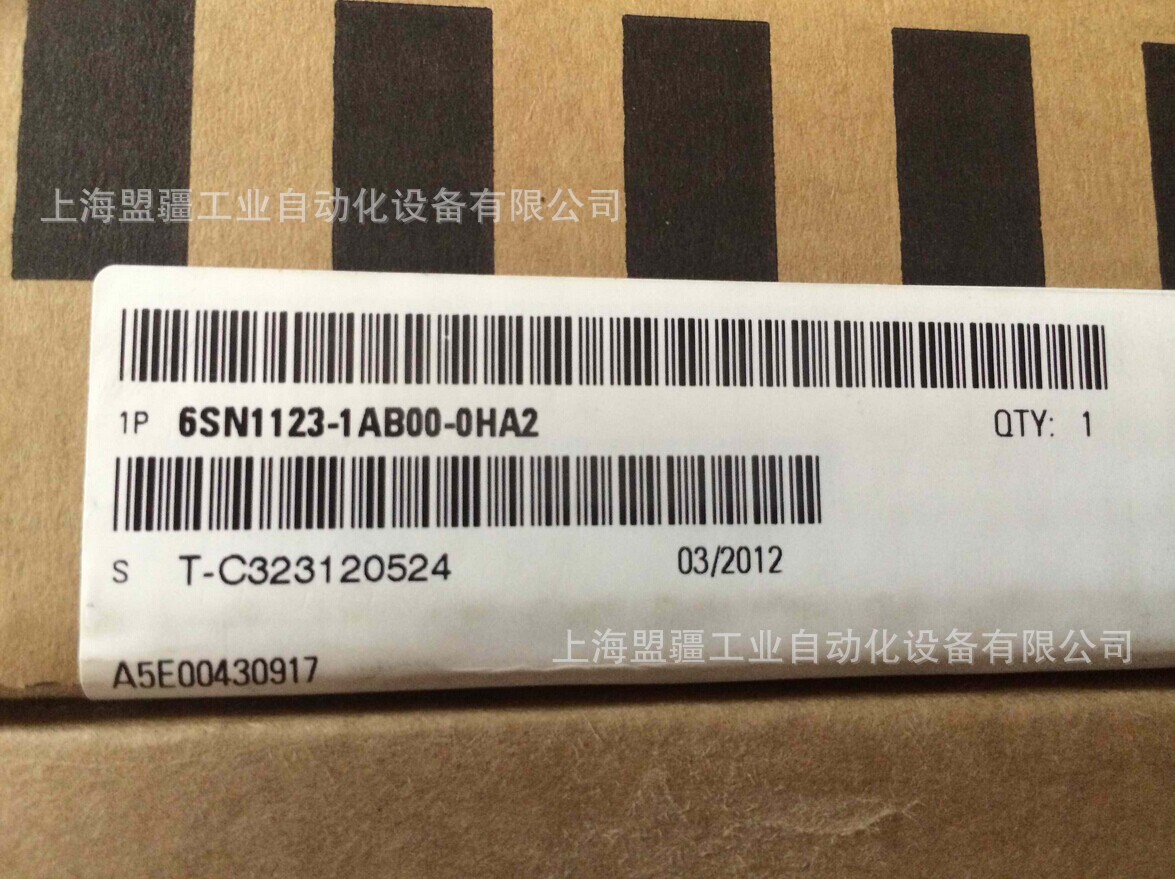 上海盟疆工业自动化设备有限公司
1P 6SN1123-1AB00-0HA2 QTY: 1
S T-C323120524 03/2012
上海盟疆工业自动化设备有限公司
A5E00430917